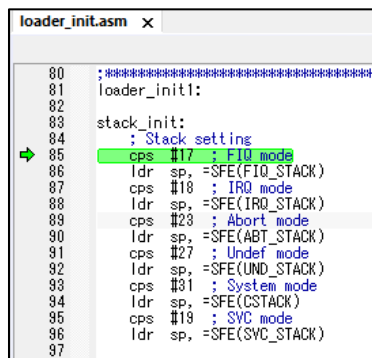 loader_init.asm ×
80 ;************************************
81 loader_init1:
82
83 stack_init:
84 ; Stack setting
85 cps #17 ; FIQ mode
86 ldr sp, =SFE(FIQ_STACK)
87 cps #18 ; IRQ mode
88 ldr sp, =SFE(IRQ_STACK)
89 cps #23 ; Abort mode
90 ldr sp, =SFE(ABT_STACK)
91 cps #27 ; Undef mode
92 ldr sp, =SFE(UND_STACK)
93 cps #31 ; System mode
94 ldr sp, =SFE(CSTACK)
95 cps #19 ; SVC mode
96 ldr sp, =SFE(SVC_STACK)
97